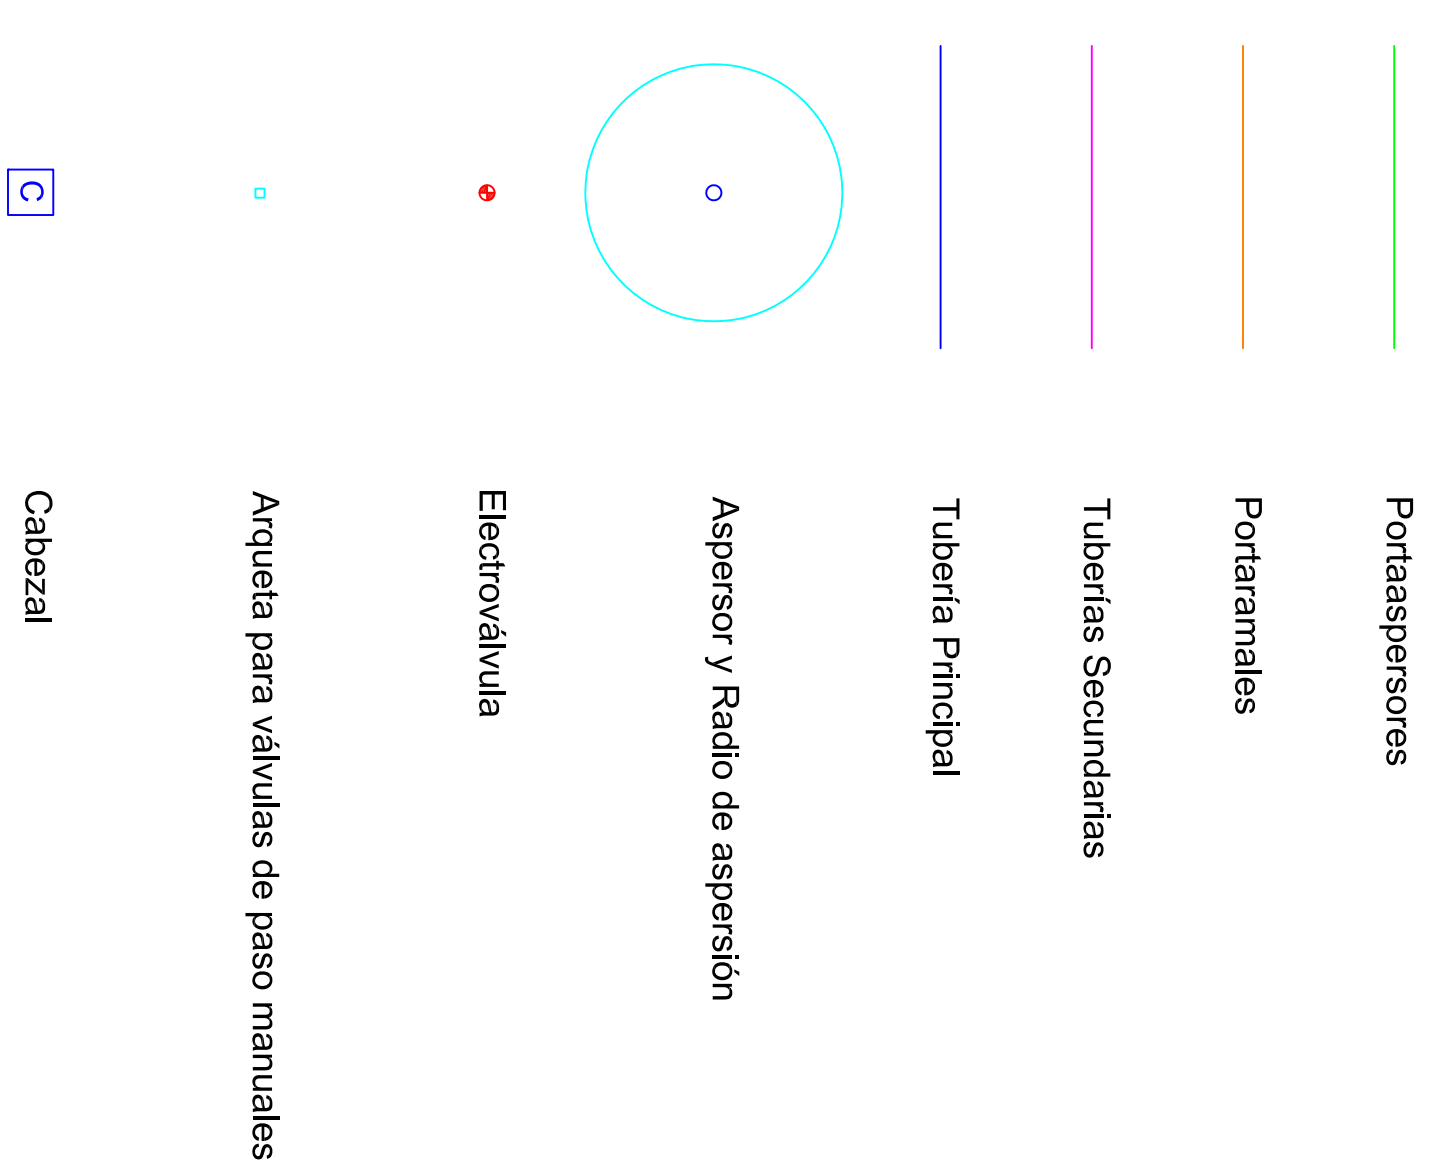 Portaaspersores
Portaramales
Tuberías Secundarias
Tubería Principal
Aspersor y Radio de aspersión
Electroválvula
Arqueta para válvulas de paso manuales
C
Cabezal